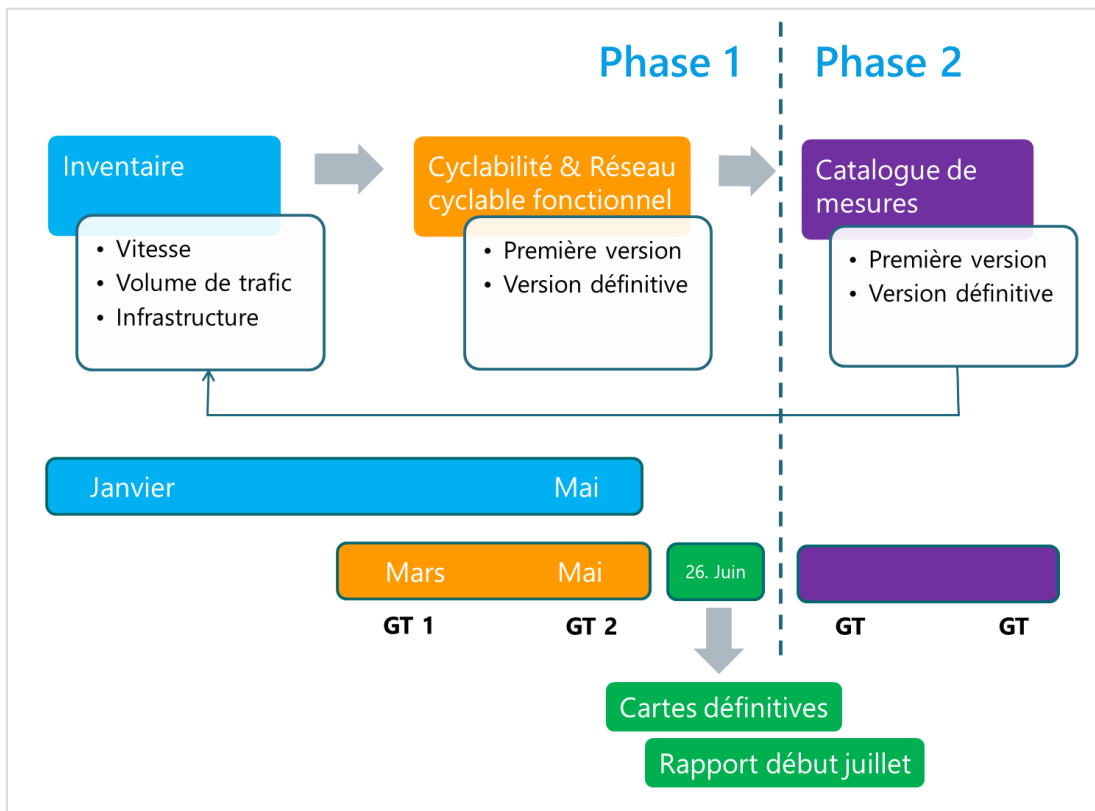 Phase 1
Phase 2
Inventaire
• Vitesse
• Volume de trafic
• Infrastructure
Cyclabilité & Réseau
cyclable fonctionnel
• Première version
• Version définitive
Catalogue de
mesures
• Première version
• Version définitive
Janvier
Mai
Mars
Mai
26. Juin
GT 1
GT 2
GT
GT
Cartes définitives
Rapport début juillet